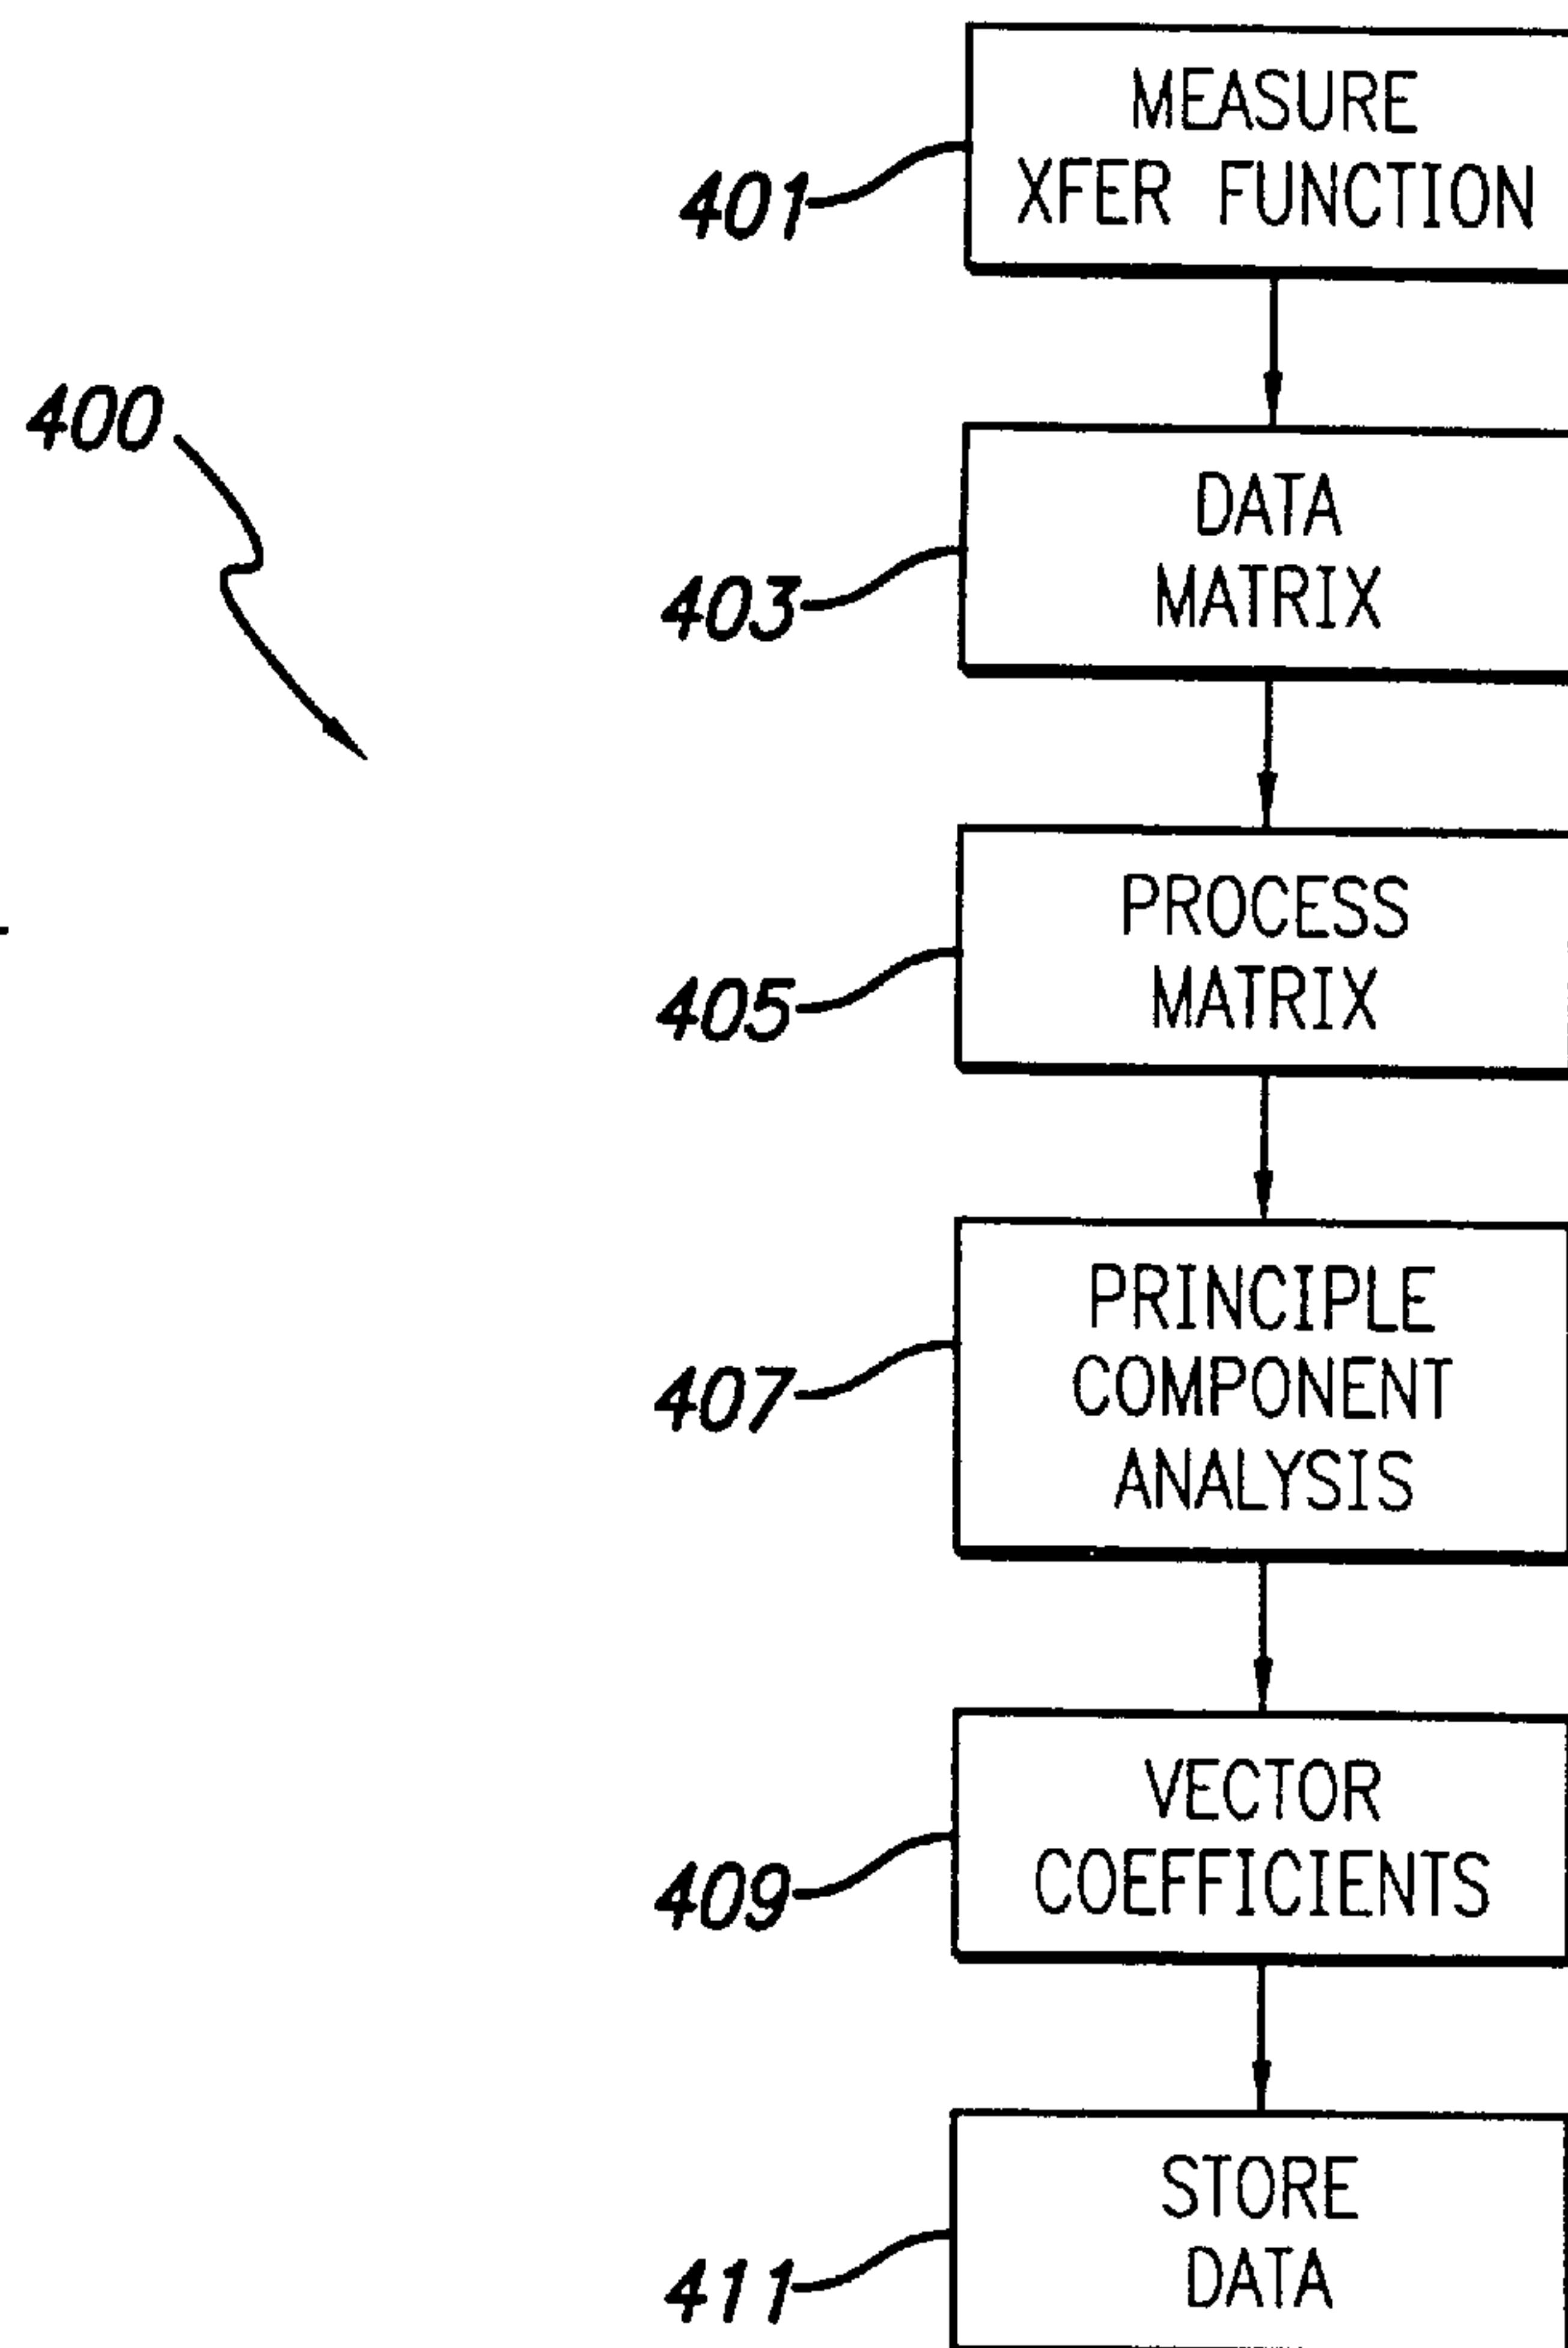 MEASURE
XFER FUNCTION
401
400
DATA
MATRIX
403
PROCESS
MATRIX
405
PRINCIPLE
COMPONENT
ANALYSIS
407
VECTOR
COEFFICIENTS
409
STORE
DATA
411